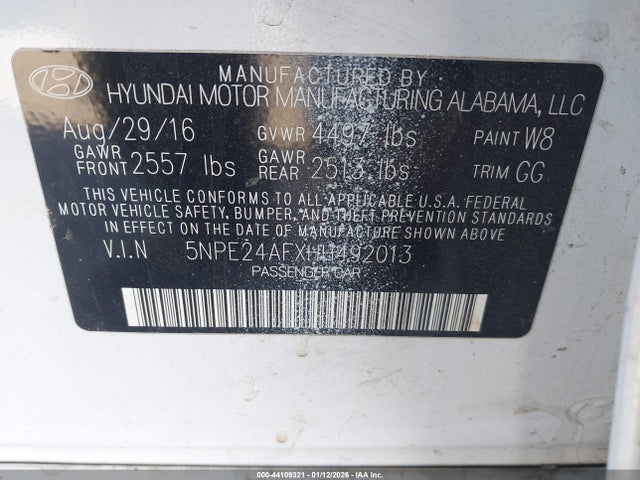 MANUFACTURED BY
HYUNDAI MOTOR MANUFACTURING ALABAMA, LLC
Aug/29/16 GVWR 4497 lbs PAINT W8
GAWR FRONT 2557 lbs GAWR REAR 2513 lbs TRIM GG
THIS VEHICLE CONFORMS TO ALL APPLICABLE U.S.A. FEDERAL
MOTOR VEHICLE SAFETY, BUMPER, AND THEFT PREVENTION STANDARDS
IN EFFECT ON THE DATE OF MANUFACTURE SHOWN ABOVE.
V.I.N 5NPE24AFXHH492013
PASSENGER CAR
000-44109321 | 01/12/2026 | IAA Inc.